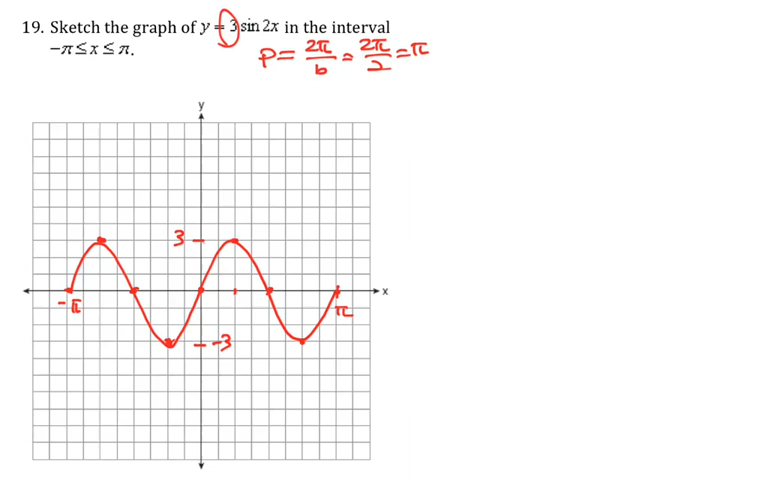 19. Sketch the graph of y = 3 sin 2x in the interval
−π ≤ x ≤ π.
P = 2π/b = 2π/2 = π
y
3
x
-π
π
-3